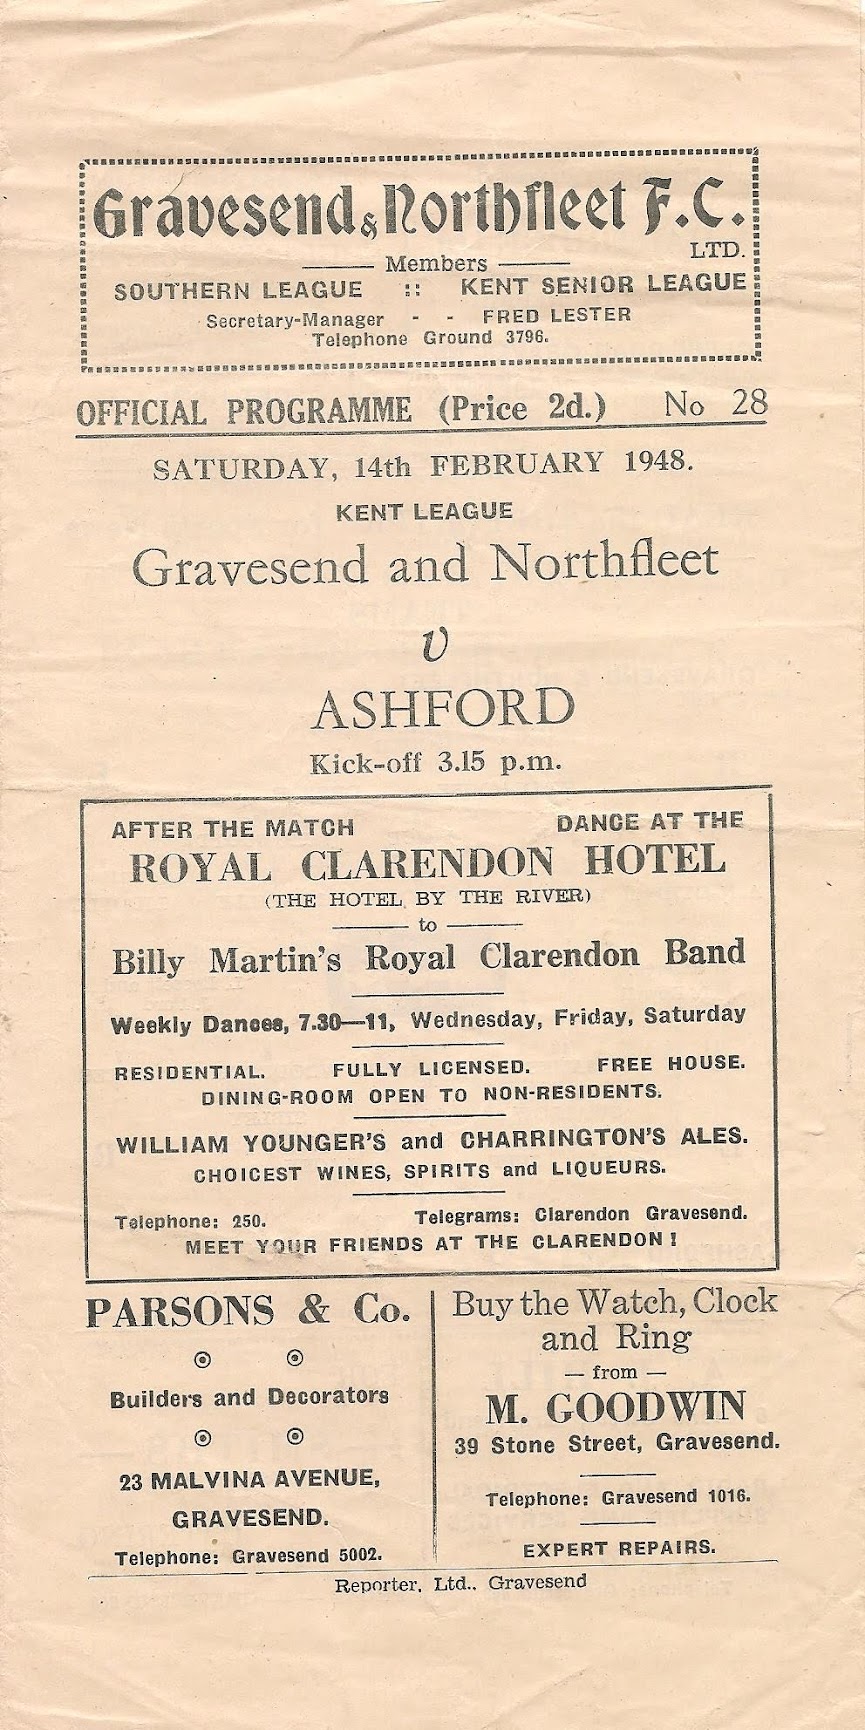 Gravesend & Northfleet F.C.
LTD.
Members
SOUTHERN LEAGUE :: KENT SENIOR LEAGUE
Secretary-Manager - - FRED LESTER
Telephone Ground 3796.
OFFICIAL PROGRAMME (Price 2d.) No 28
SATURDAY, 14th FEBRUARY 1948.
KENT LEAGUE
Gravesend and Northfleet
v
ASHFORD
Kick-off 3.15 p.m.
AFTER THE MATCH DANCE AT THE
ROYAL CLARENDON HOTEL
(THE HOTEL BY THE RIVER)
to
Billy Martin's Royal Clarendon Band
Weekly Dances, 7.30—11, Wednesday, Friday, Saturday
RESIDENTIAL. FULLY LICENSED. FREE HOUSE.
DINING-ROOM OPEN TO NON-RESIDENTS.
WILLIAM YOUNGER'S and CHARRINGTON'S ALES.
CHOICEST WINES, SPIRITS and LIQUEURS.
Telephone: 250. Telegrams: Clarendon Gravesend.
MEET YOUR FRIENDS AT THE CLARENDON!
PARSONS & Co.
Builders and Decorators
23 MALVINA AVENUE,
GRAVESEND.
Telephone: Gravesend 5002.
Buy the Watch, Clock
and Ring
— from —
M. GOODWIN
39 Stone Street, Gravesend.
Telephone: Gravesend 1016.
EXPERT REPAIRS.
Reporter, Ltd., Gravesend